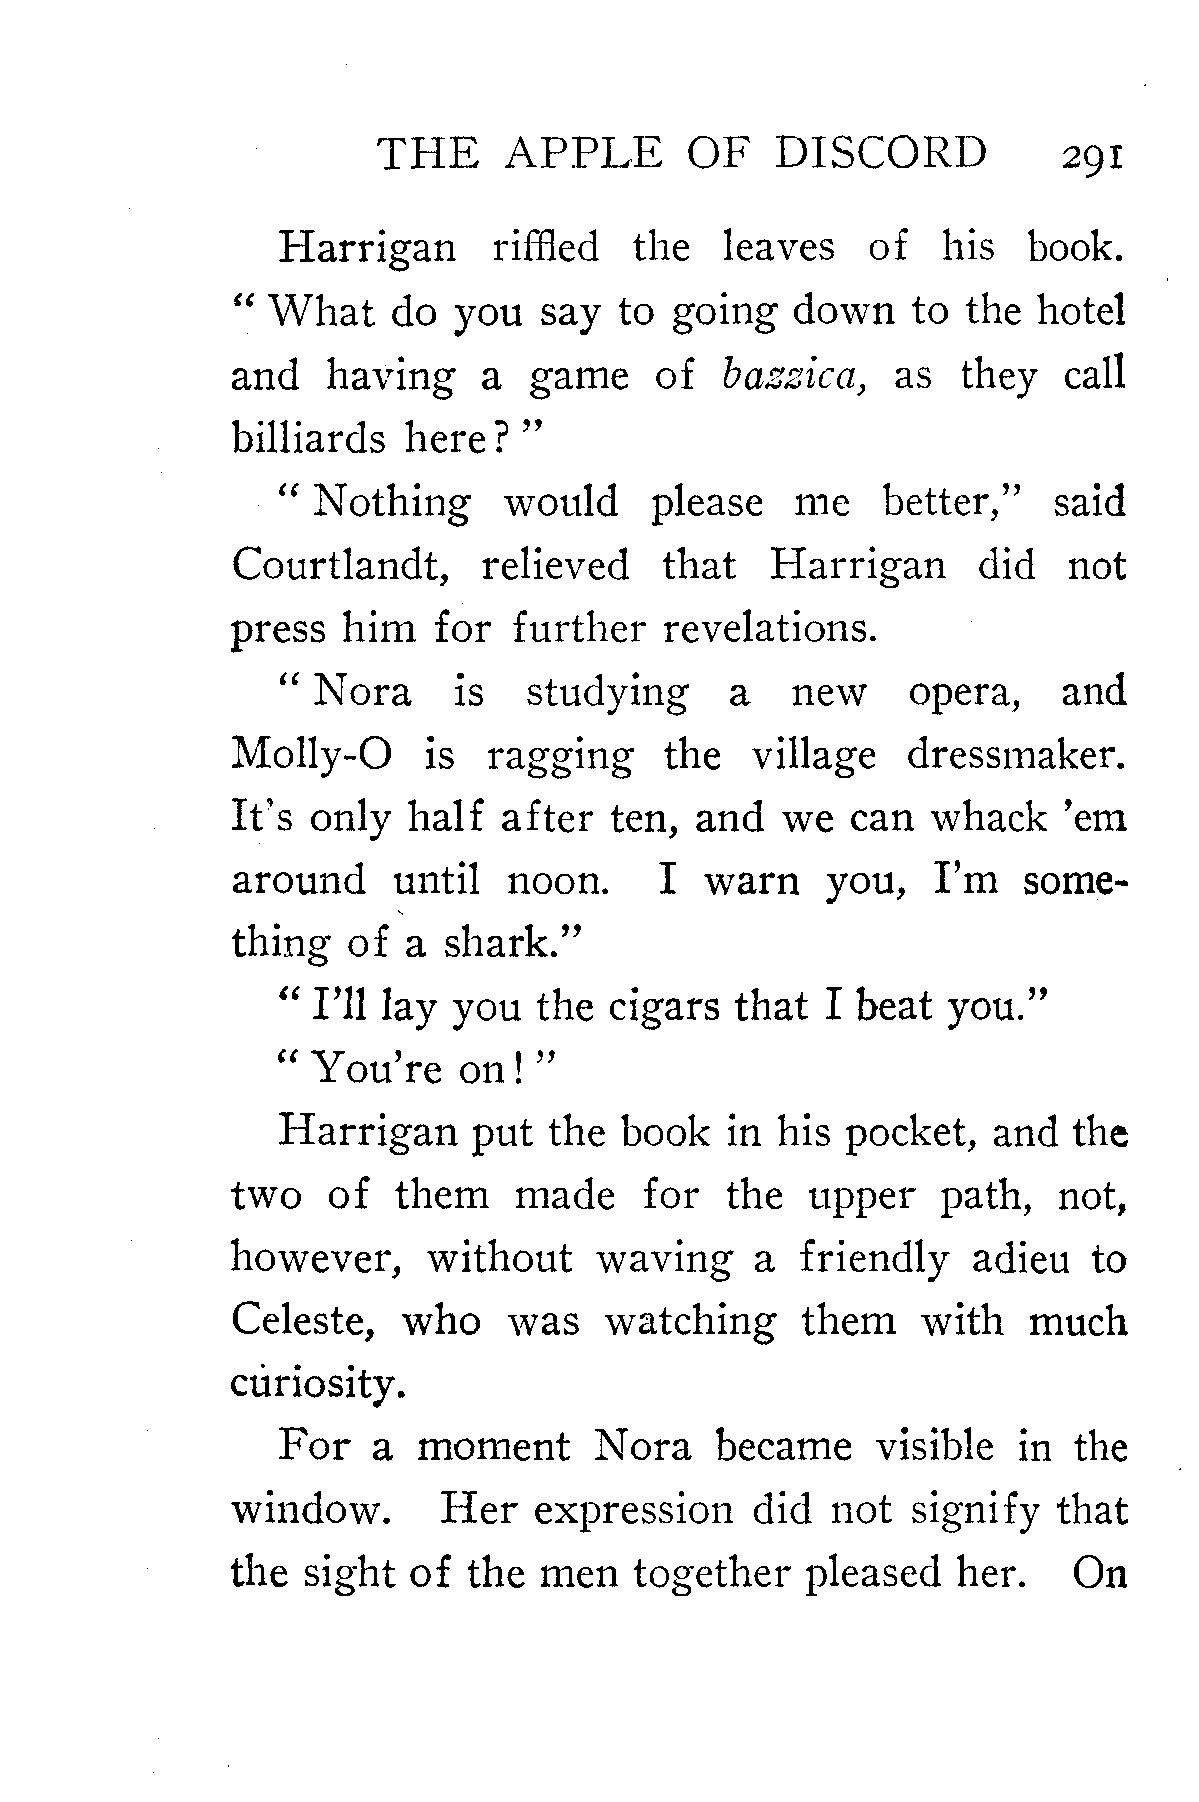 THE APPLE OF DISCORD 291
Harrigan riffled the leaves of his book.
“ What do you say to going down to the hotel
and having a game of bazzica, as they call
billiards here? ”
“ Nothing would please me better,” said
Courtlandt, relieved that Harrigan did not
press him for further revelations.
“ Nora is studying a new opera, and
Molly-O is ragging the village dressmaker.
It’s only half after ten, and we can whack ’em
around until noon. I warn you, I’m some-
thing of a shark.”
“ I’ll lay you the cigars that I beat you.”
“ You’re on! ”
Harrigan put the book in his pocket, and the
two of them made for the upper path, not,
however, without waving a friendly adieu to
Celeste, who was watching them with much
curiosity.
For a moment Nora became visible in the
window. Her expression did not signify that
the sight of the men together pleased her. On